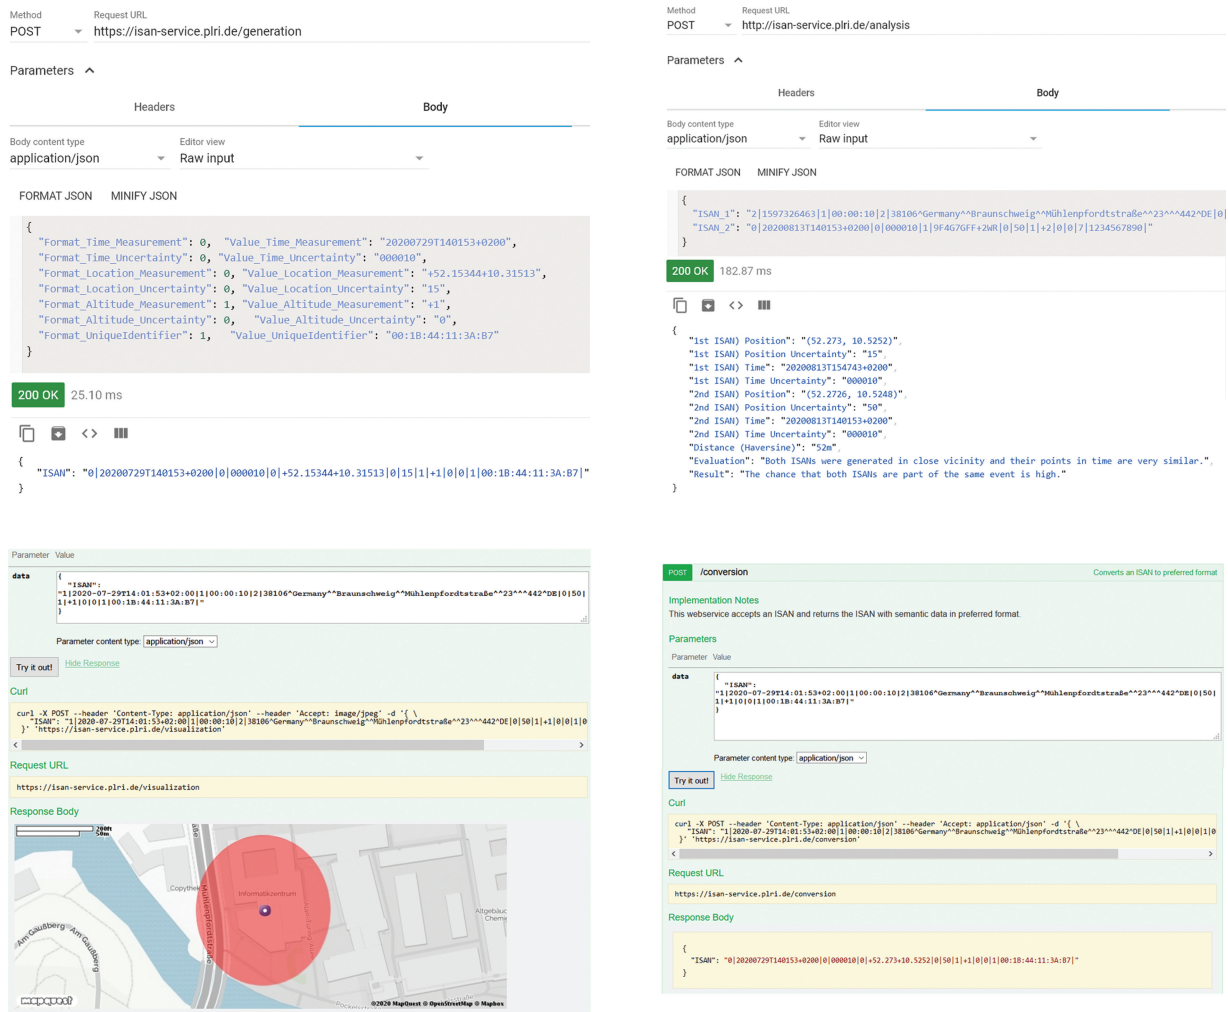 Method Request URL
POST https://isan-service.plri.de/generation
Parameters
Headers Body
Body content type Editor view
application/json Raw input
FORMAT JSON MINIFY JSON
{
"Format_Time_Measurement": 0, "Value_Time_Measurement": "20200729T140153+0200",
"Format_Time_Uncertainty": 0, "Value_Time_Uncertainty": "000010",
"Format_Location_Measurement": 0, "Value_Location_Measurement": "+52.15344+10.31513",
"Format_Location_Uncertainty": 0, "Value_Location_Uncertainty": "15",
"Format_Altitude_Measurement": 1, "Value_Altitude_Measurement": "+1",
"Format_Altitude_Uncertainty": 0, "Value_Altitude_Uncertainty": "0",
"Format_UniqueIdentifier": 1, "Value_UniqueIdentifier": "00:1B:44:11:3A:B7"
}
200 OK 25.10 ms
{
"ISAN": "0|20200729T140153+0200|0|000010|0|+52.15344+10.31513|0|15|1|+1|0|0|1|00:1B:44:11:3A:B7|"
}
Method Request URL
POST http://isan-service.plri.de/analysis
Parameters
Headers Body
Body content type Editor view
application/json Raw input
FORMAT JSON MINIFY JSON
{
"ISAN_1": "2|1597326463|1|00:00:10|2|38106^Germany^^Braunschweig^^Mühlenpfordtstraße^^23^^^442^DE|0|
"ISAN_2": "0|20200813T140153+0200|0|000010|1|9F4G7GFF+2WR|0|50|1|+2|0|0|7|1234567890|"
}
200 OK 182.87 ms
{
"1st ISAN) Position": "(52.273, 10.5252)",
"1st ISAN) Position Uncertainty": "15",
"1st ISAN) Time": "20200813T154743+0200",
"1st ISAN) Time Uncertainty": "000010",
"2nd ISAN) Position": "(52.2726, 10.5248)",
"2nd ISAN) Position Uncertainty": "50",
"2nd ISAN) Time": "20200813T140153+0200",
"2nd ISAN) Time Uncertainty": "000010",
"Distance (Haversine)": "52m",
"Evaluation": "Both ISANs were generated in close vicinity and their points in time are very similar.",
"Result": "The chance that both ISANs are part of the same event is high."
}
Parameter Value
data {
"ISAN":
"1|2020-07-29T14:01:53+02:00|1|00:00:10|2|38106^Germany^^Braunschweig^^Mühlenpfordtstraße^^23^^^442^DE|0|50|
1|+1|0|0|1|00:1B:44:11:3A:B7|"
}
Parameter content type: application/json
Try it out! Hide Response
Curl
curl -X POST --header 'Content-Type: application/json' --header 'Accept: image/jpeg' -d '{ \
"ISAN": "1|2020-07-29T14:01:53+02:00|1|00:00:10|2|38106^Germany^^Braunschweig^^Mühlenpfordtstraße^^23^^^442^DE|0|50|1|+1|0|0|1|0
}' 'https://isan-service.plri.de/visualization'
Request URL
https://isan-service.plri.de/visualization
Response Body
200ft
50m
Copythek
Informatikzentrum
Mühlenpfordtstraße
Altgebäud
Chemie
Am Gaußberg
Am Gaußberg
mapquest
©2020 MapQuest © OpenStreetMap © Mapbox
POST /conversion Converts an ISAN to preferred format
Implementation Notes
This webservice accepts an ISAN and returns the ISAN with semantic data in preferred format.
Parameters
Parameter Value
data {
"ISAN":
"1|2020-07-29T14:01:53+02:00|1|00:00:10|2|38106^Germany^^Braunschweig^^Mühlenpfordtstraße^^23^^^442^DE|0|50|
1|+1|0|0|1|00:1B:44:11:3A:B7|"
}
Parameter content type: application/json
Try it out! Hide Response
Curl
curl -X POST --header 'Content-Type: application/json' --header 'Accept: application/json' -d '{ \
"ISAN": "1|2020-07-29T14:01:53+02:00|1|00:00:10|2|38106^Germany^^Braunschweig^^Mühlenpfordtstraße^^23^^^442^DE|0|50|1|+1|0|0|1|0
}' 'https://isan-service.plri.de/conversion'
Request URL
https://isan-service.plri.de/conversion
Response Body
{
"ISAN": "0|20200729T140153+0200|0|000010|0|+52.273+10.5252|0|50|1|+1|0|0|1|00:1B:44:11:3A:B7|"
}